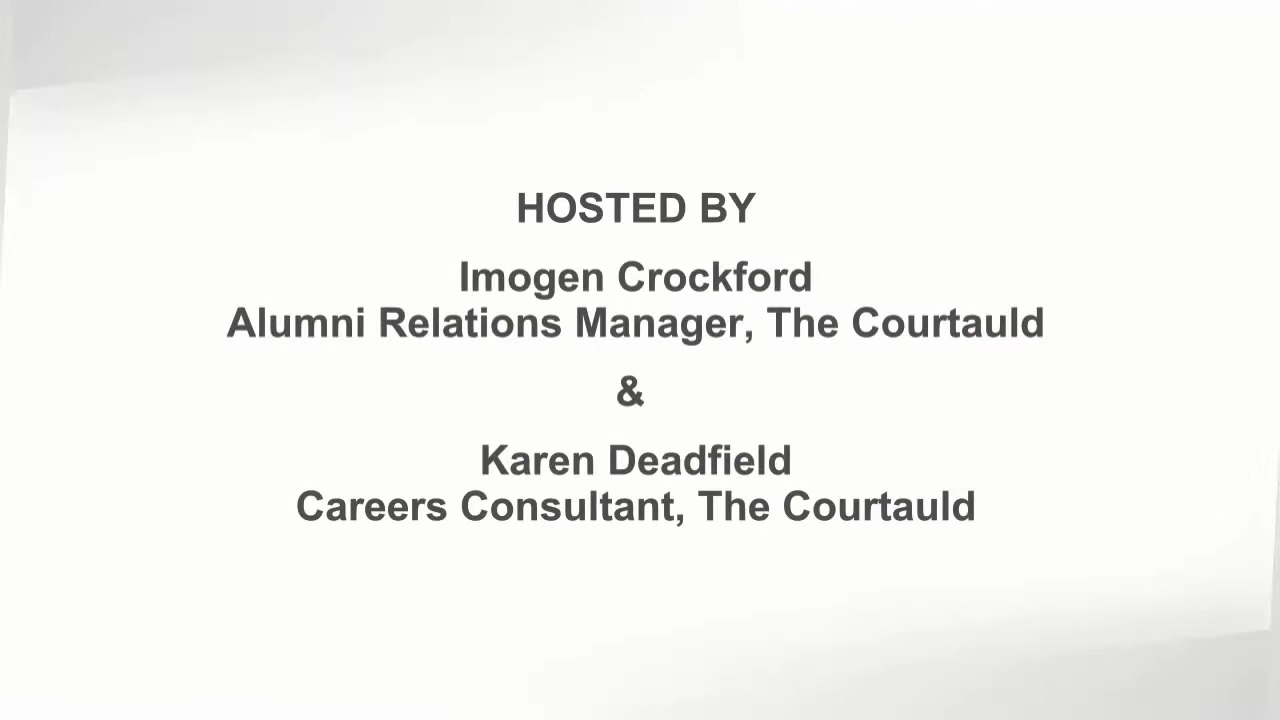 HOSTED BY
Imogen Crockford
Alumni Relations Manager, The Courtauld
&
Karen Deadfield
Careers Consultant, The Courtauld